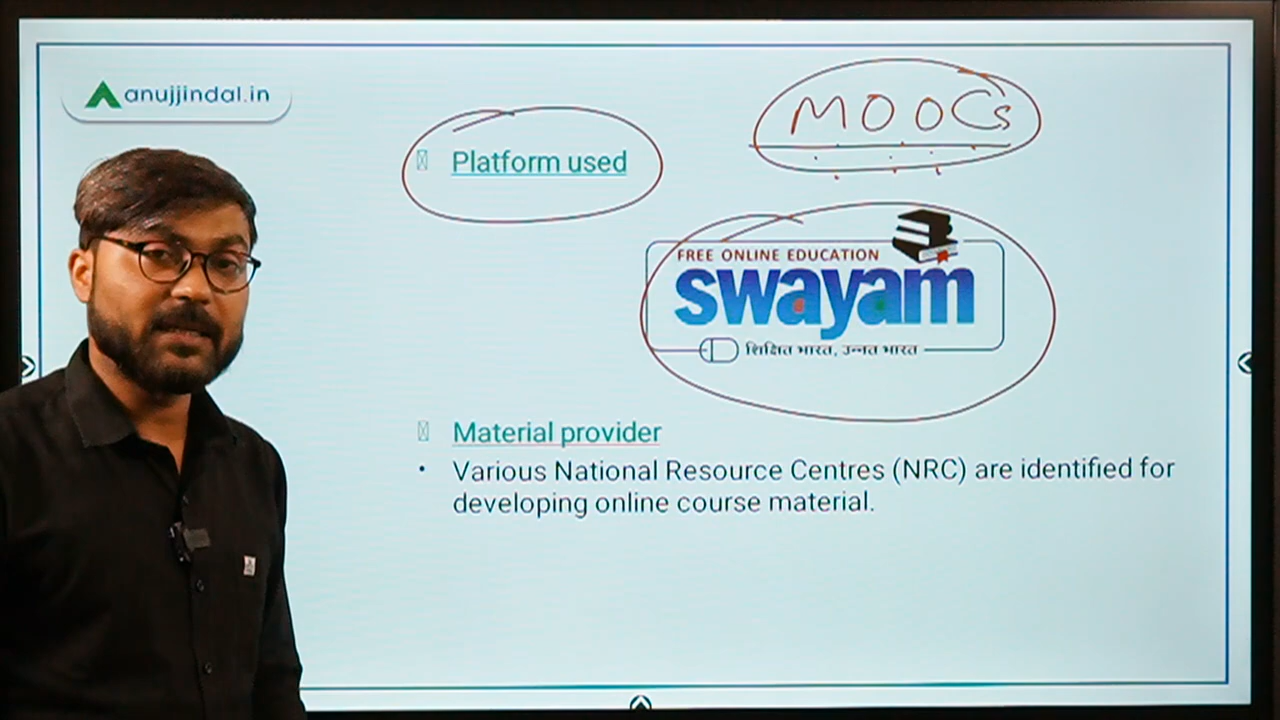 anujjindal.in
MOOCs
Platform used
FREE ONLINE EDUCATION
swayam
शिक्षित भारत, उन्नत भारत
Material provider
• Various National Resource Centres (NRC) are identified for
developing online course material.